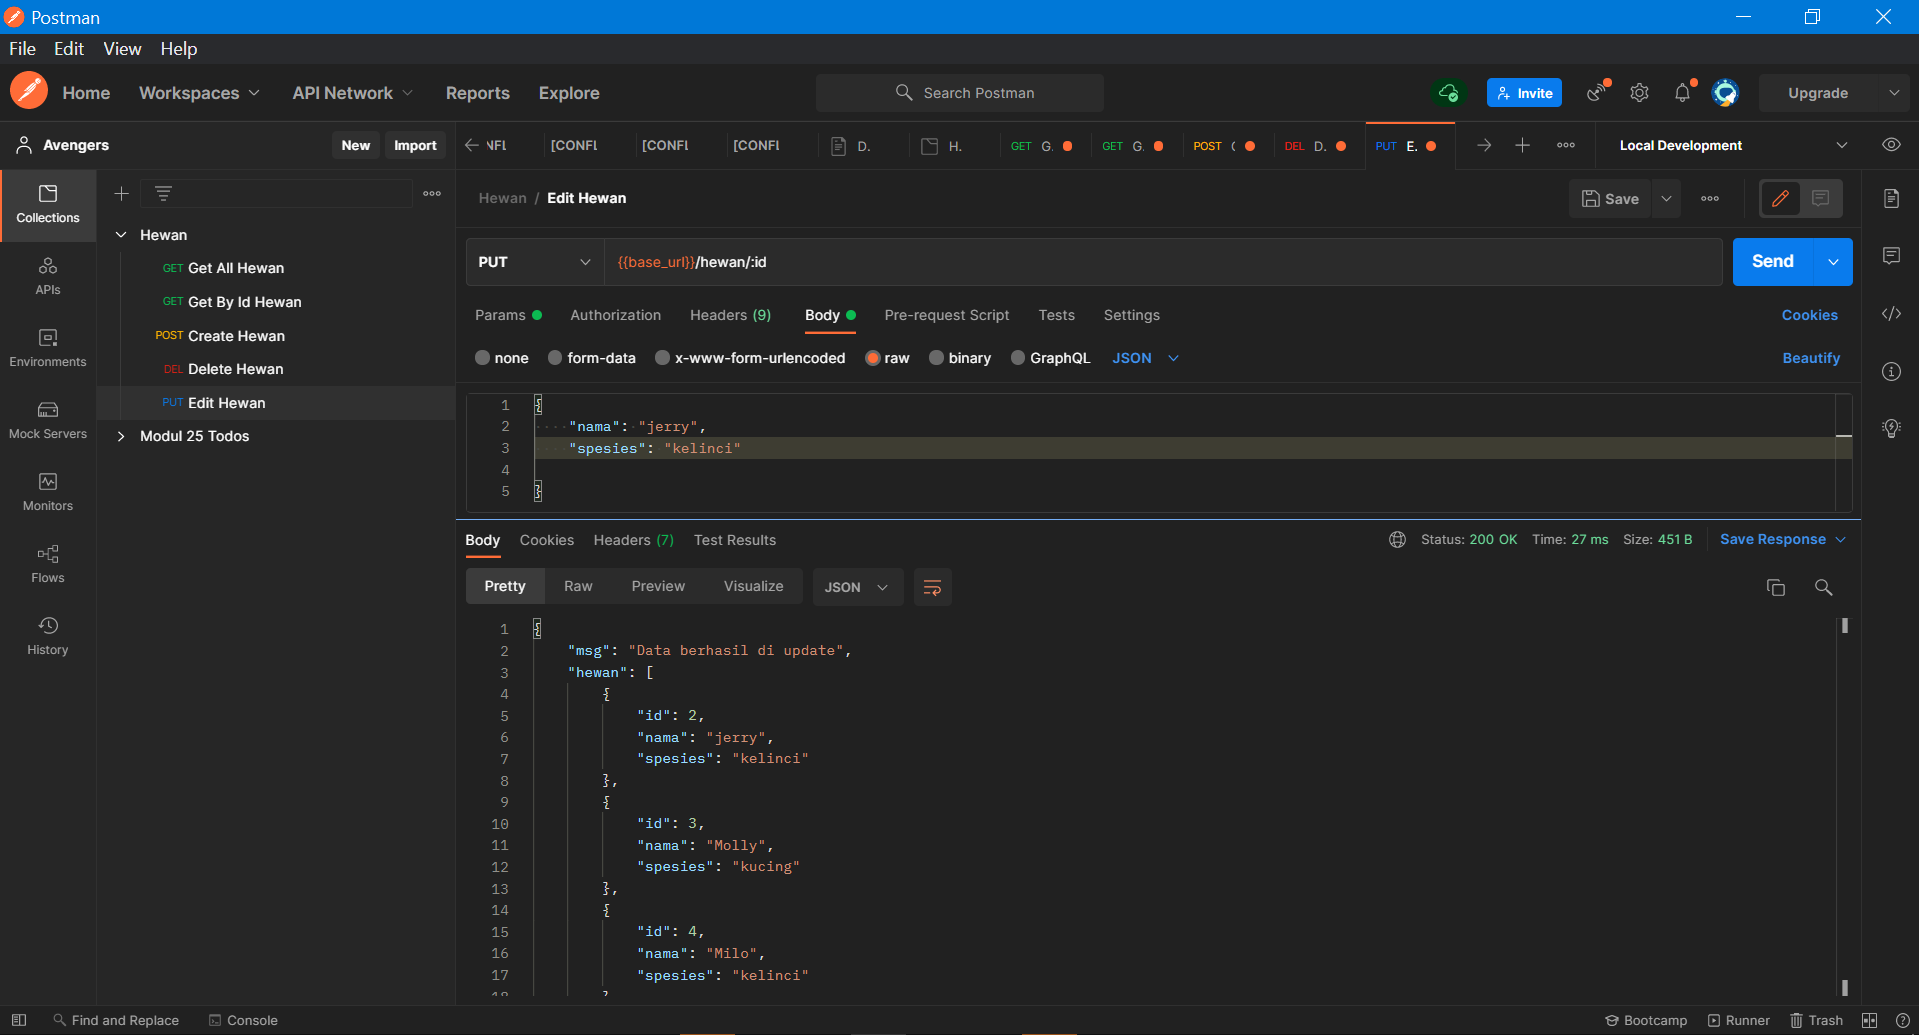 Postman
File Edit View Help
Home Workspaces API Network Reports Explore Search Postman Invite Upgrade
Avengers New Import
NFL [CONFL [CONFL [CONFL D. H. GET G. GET G. POST DEL D. PUT E. Local Development
Collections
APIs
Environments
Mock Servers
Monitors
Flows
History
Hewan
GET Get All Hewan
GET Get By Id Hewan
POST Create Hewan
DEL Delete Hewan
PUT Edit Hewan
Modul 25 Todos
Hewan / Edit Hewan Save
PUT {{base_url}}/hewan/:id Send
Params Authorization Headers (9) Body Pre-request Script Tests Settings Cookies
none form-data x-www-form-urlencoded raw binary GraphQL JSON Beautify
1 {
2 "nama": "jerry",
3 "spesies": "kelinci"
4
5 }
Body Cookies Headers (7) Test Results Status: 200 OK Time: 27 ms Size: 451 B Save Response
Pretty Raw Preview Visualize JSON
1 {
2 "msg": "Data berhasil di update",
3 "hewan": [
4 {
5 "id": 2,
6 "nama": "jerry",
7 "spesies": "kelinci"
8 },
9 {
10 "id": 3,
11 "nama": "Molly",
12 "spesies": "kucing"
13 },
14 {
15 "id": 4,
16 "nama": "Milo",
17 "spesies": "kelinci"
Find and Replace Console Bootcamp Runner Trash